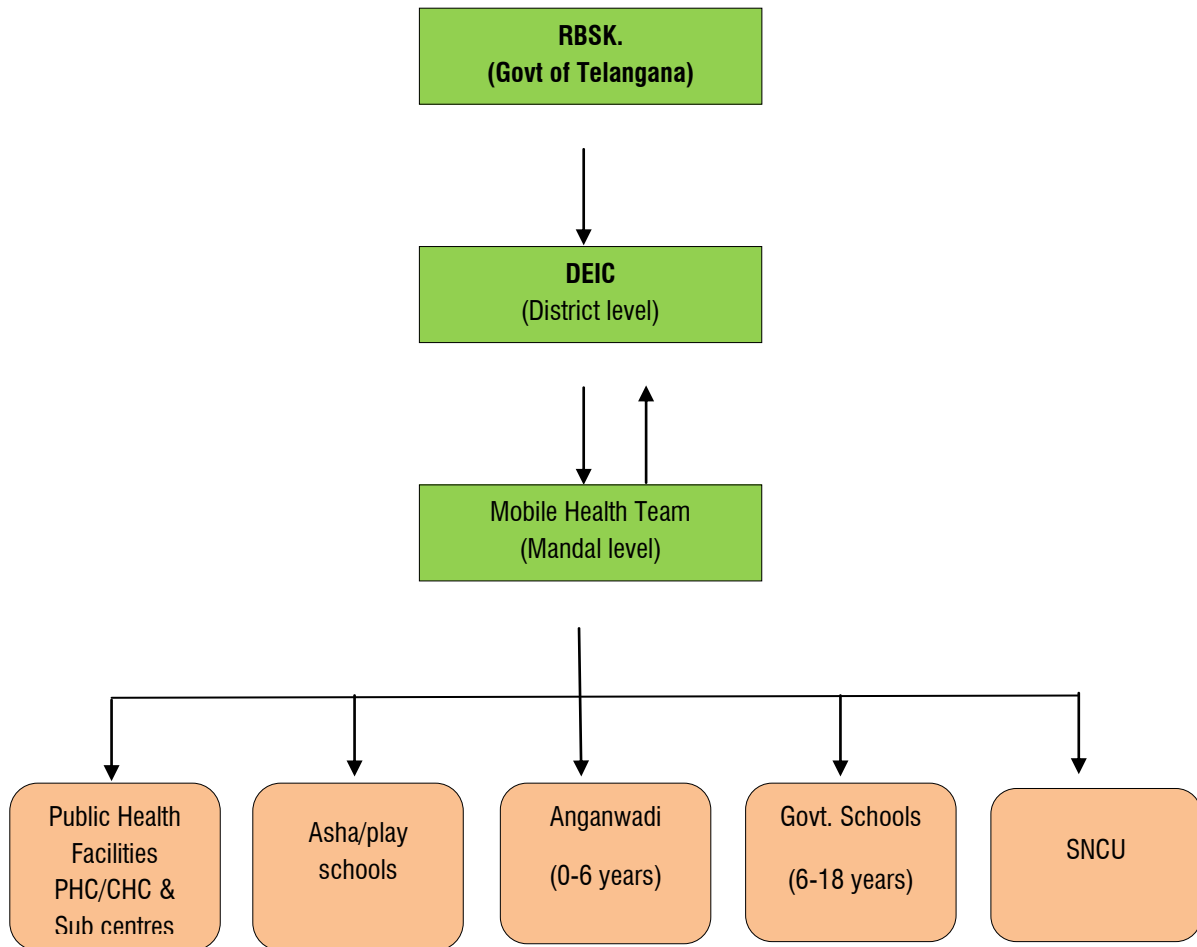 RBSK.
(Govt of Telangana)
DEIC
(District level)
Mobile Health Team
(Mandal level)
Public Health
Facilities
PHC/CHC &
Sub centres
Asha/play
schools
Anganwadi
(0-6 years)
Govt. Schools
(6-18 years)
SNCU